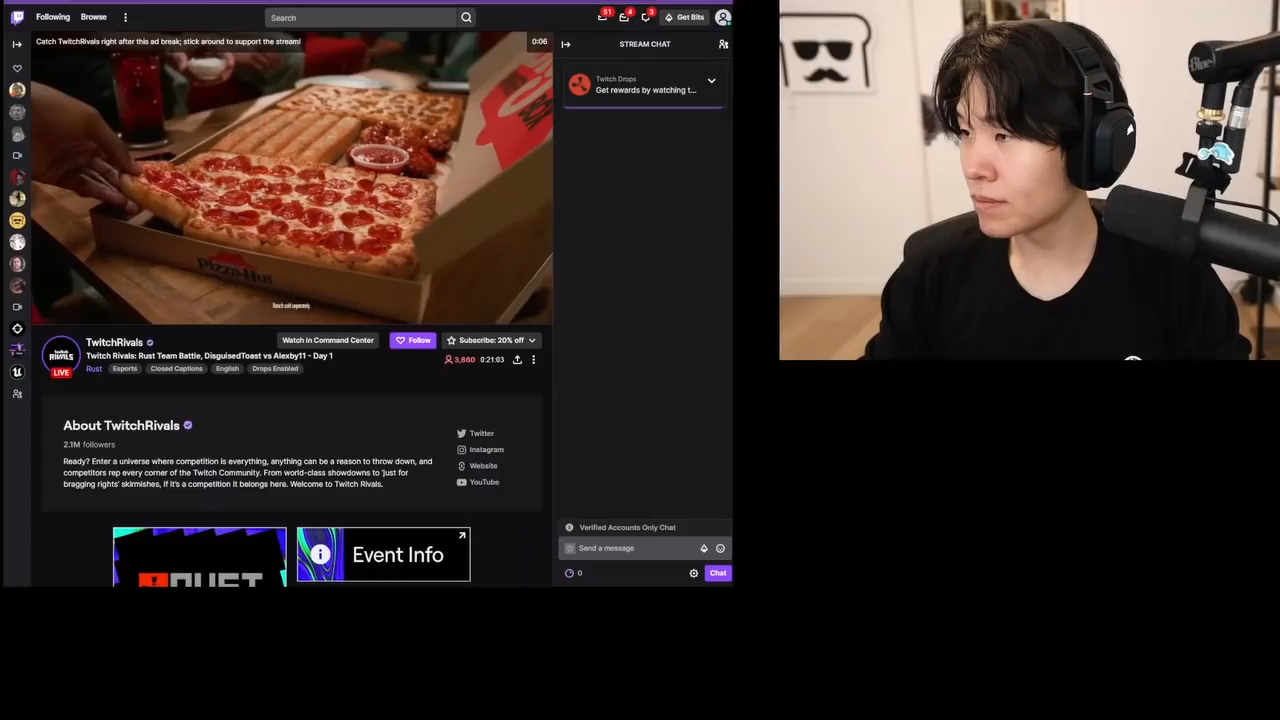 Following
Browse
Search
51
4
3
Get Bits
Catch TwitchRivals right after this ad break; stick around to support the stream!
0:06
STREAM CHAT
Twitch Drops
Get rewards by watching t...
Pizza Hut
Ranch sold separately.
TwitchRivals
Watch in Command Center
Follow
Subscribe: 20% off
Twitch Rivals: Rust Team Battle, DisguisedToast vs Alexby11 - Day 1
3,860
0:21:03
Rust
Esports
Closed Captions
English
Drops Enabled
RIVALS
LIVE
About TwitchRivals
2.1M followers
Ready? Enter a universe where competition is everything, anything can be a reason to throw down, and
competitors rep every corner of the Twitch Community. From world-class showdowns to 'just for
bragging rights' skirmishes, if it's a competition it belongs here. Welcome to Twitch Rivals.
Twitter
Instagram
Website
YouTube
RUST
Event Info
Verified Accounts Only Chat
Send a message
0
Chat
Blue